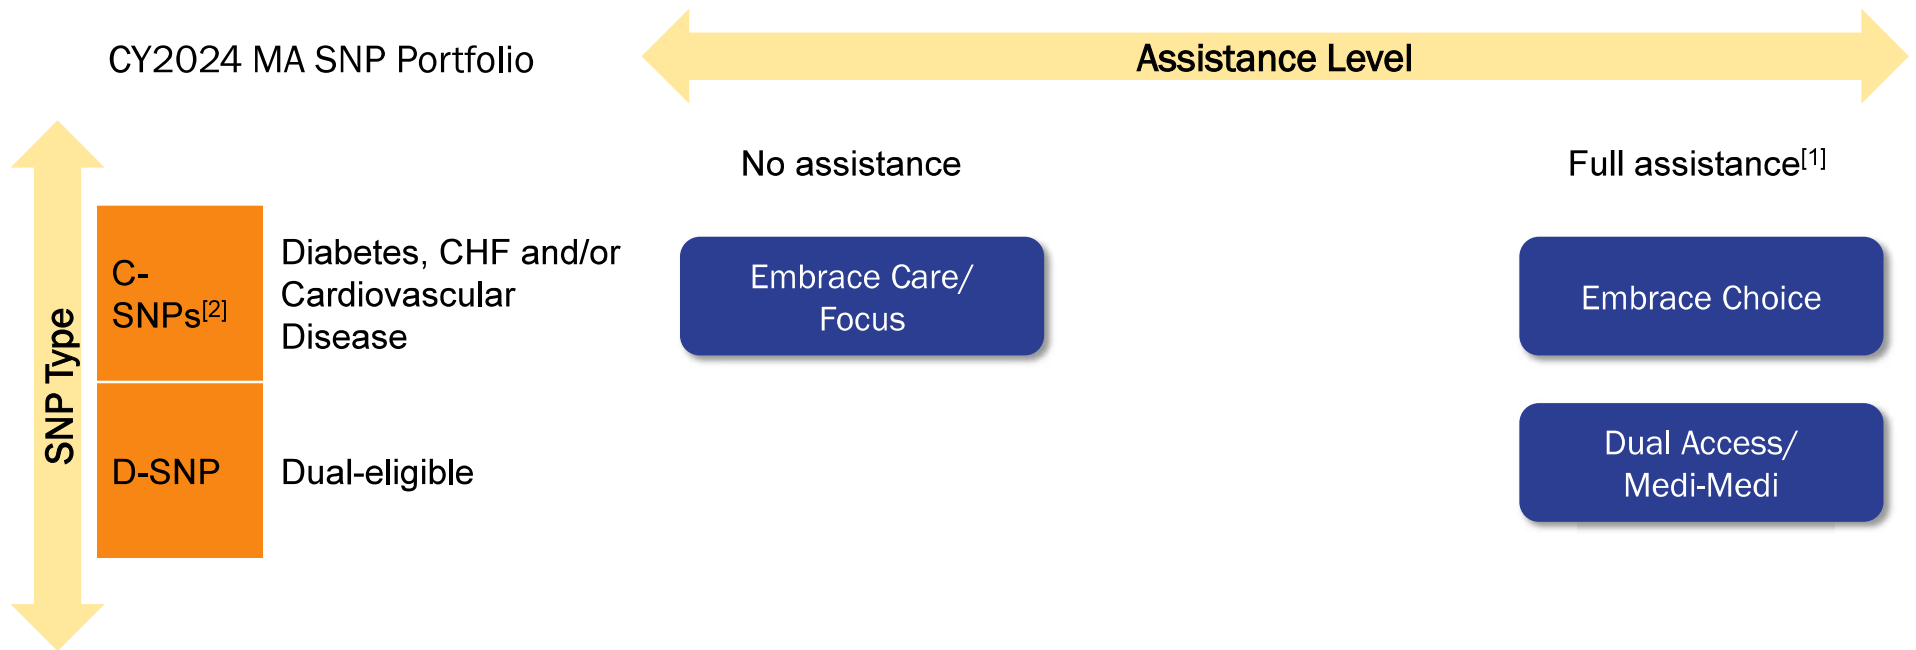 CY2024 MA SNP Portfolio
Assistance Level
No assistance
Full assistance[1]
SNP Type
C-
SNPs[2]
Diabetes, CHF and/or
Cardiovascular
Disease
Embrace Care/
Focus
Embrace Choice
D-SNP
Dual-eligible
Dual Access/
Medi-Medi